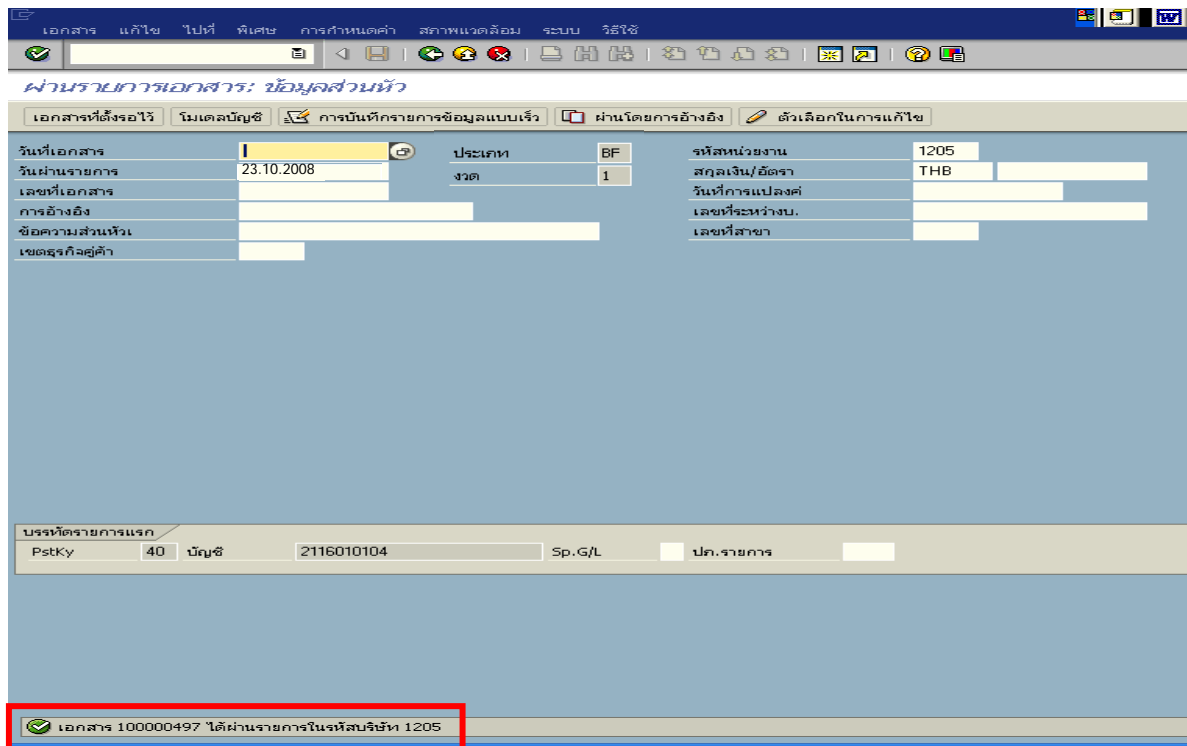 เอกสาร แก้ไข ไปที่ พิเศษ การกำหนดค่า สภาพแวดล้อม ระบบ วิธีใช้
ผ่านรายการเอกสาร: ข้อมูลส่วนหัว
เอกสารที่ตั้งรอไว้ โมเดลบัญชี การบันทึกรายการข้อมูลแบบเร็ว ผ่านโดยการอ้างอิง ตัวเลือกในการแก้ไข
วันที่เอกสาร ประเภท BF รหัสหน่วยงาน 1205
วันผ่านรายการ 23.10.2008 งวด 1 สกุลเงิน/อัตรา THB
เลขที่เอกสาร วันที่การแปลงค่
การอ้างอิง เลขที่ระหว่างบ.
ข้อความส่วนหัวเ เลขที่สาขา
เขตธุรกิจคู่ค้า
บรรทัดรายการแรก
PstKy 40 บัญชี 2116010104 Sp.G/L ปภ.รายการ
เอกสาร 100000497 ได้ผ่านรายการในรหัสบริษัท 1205